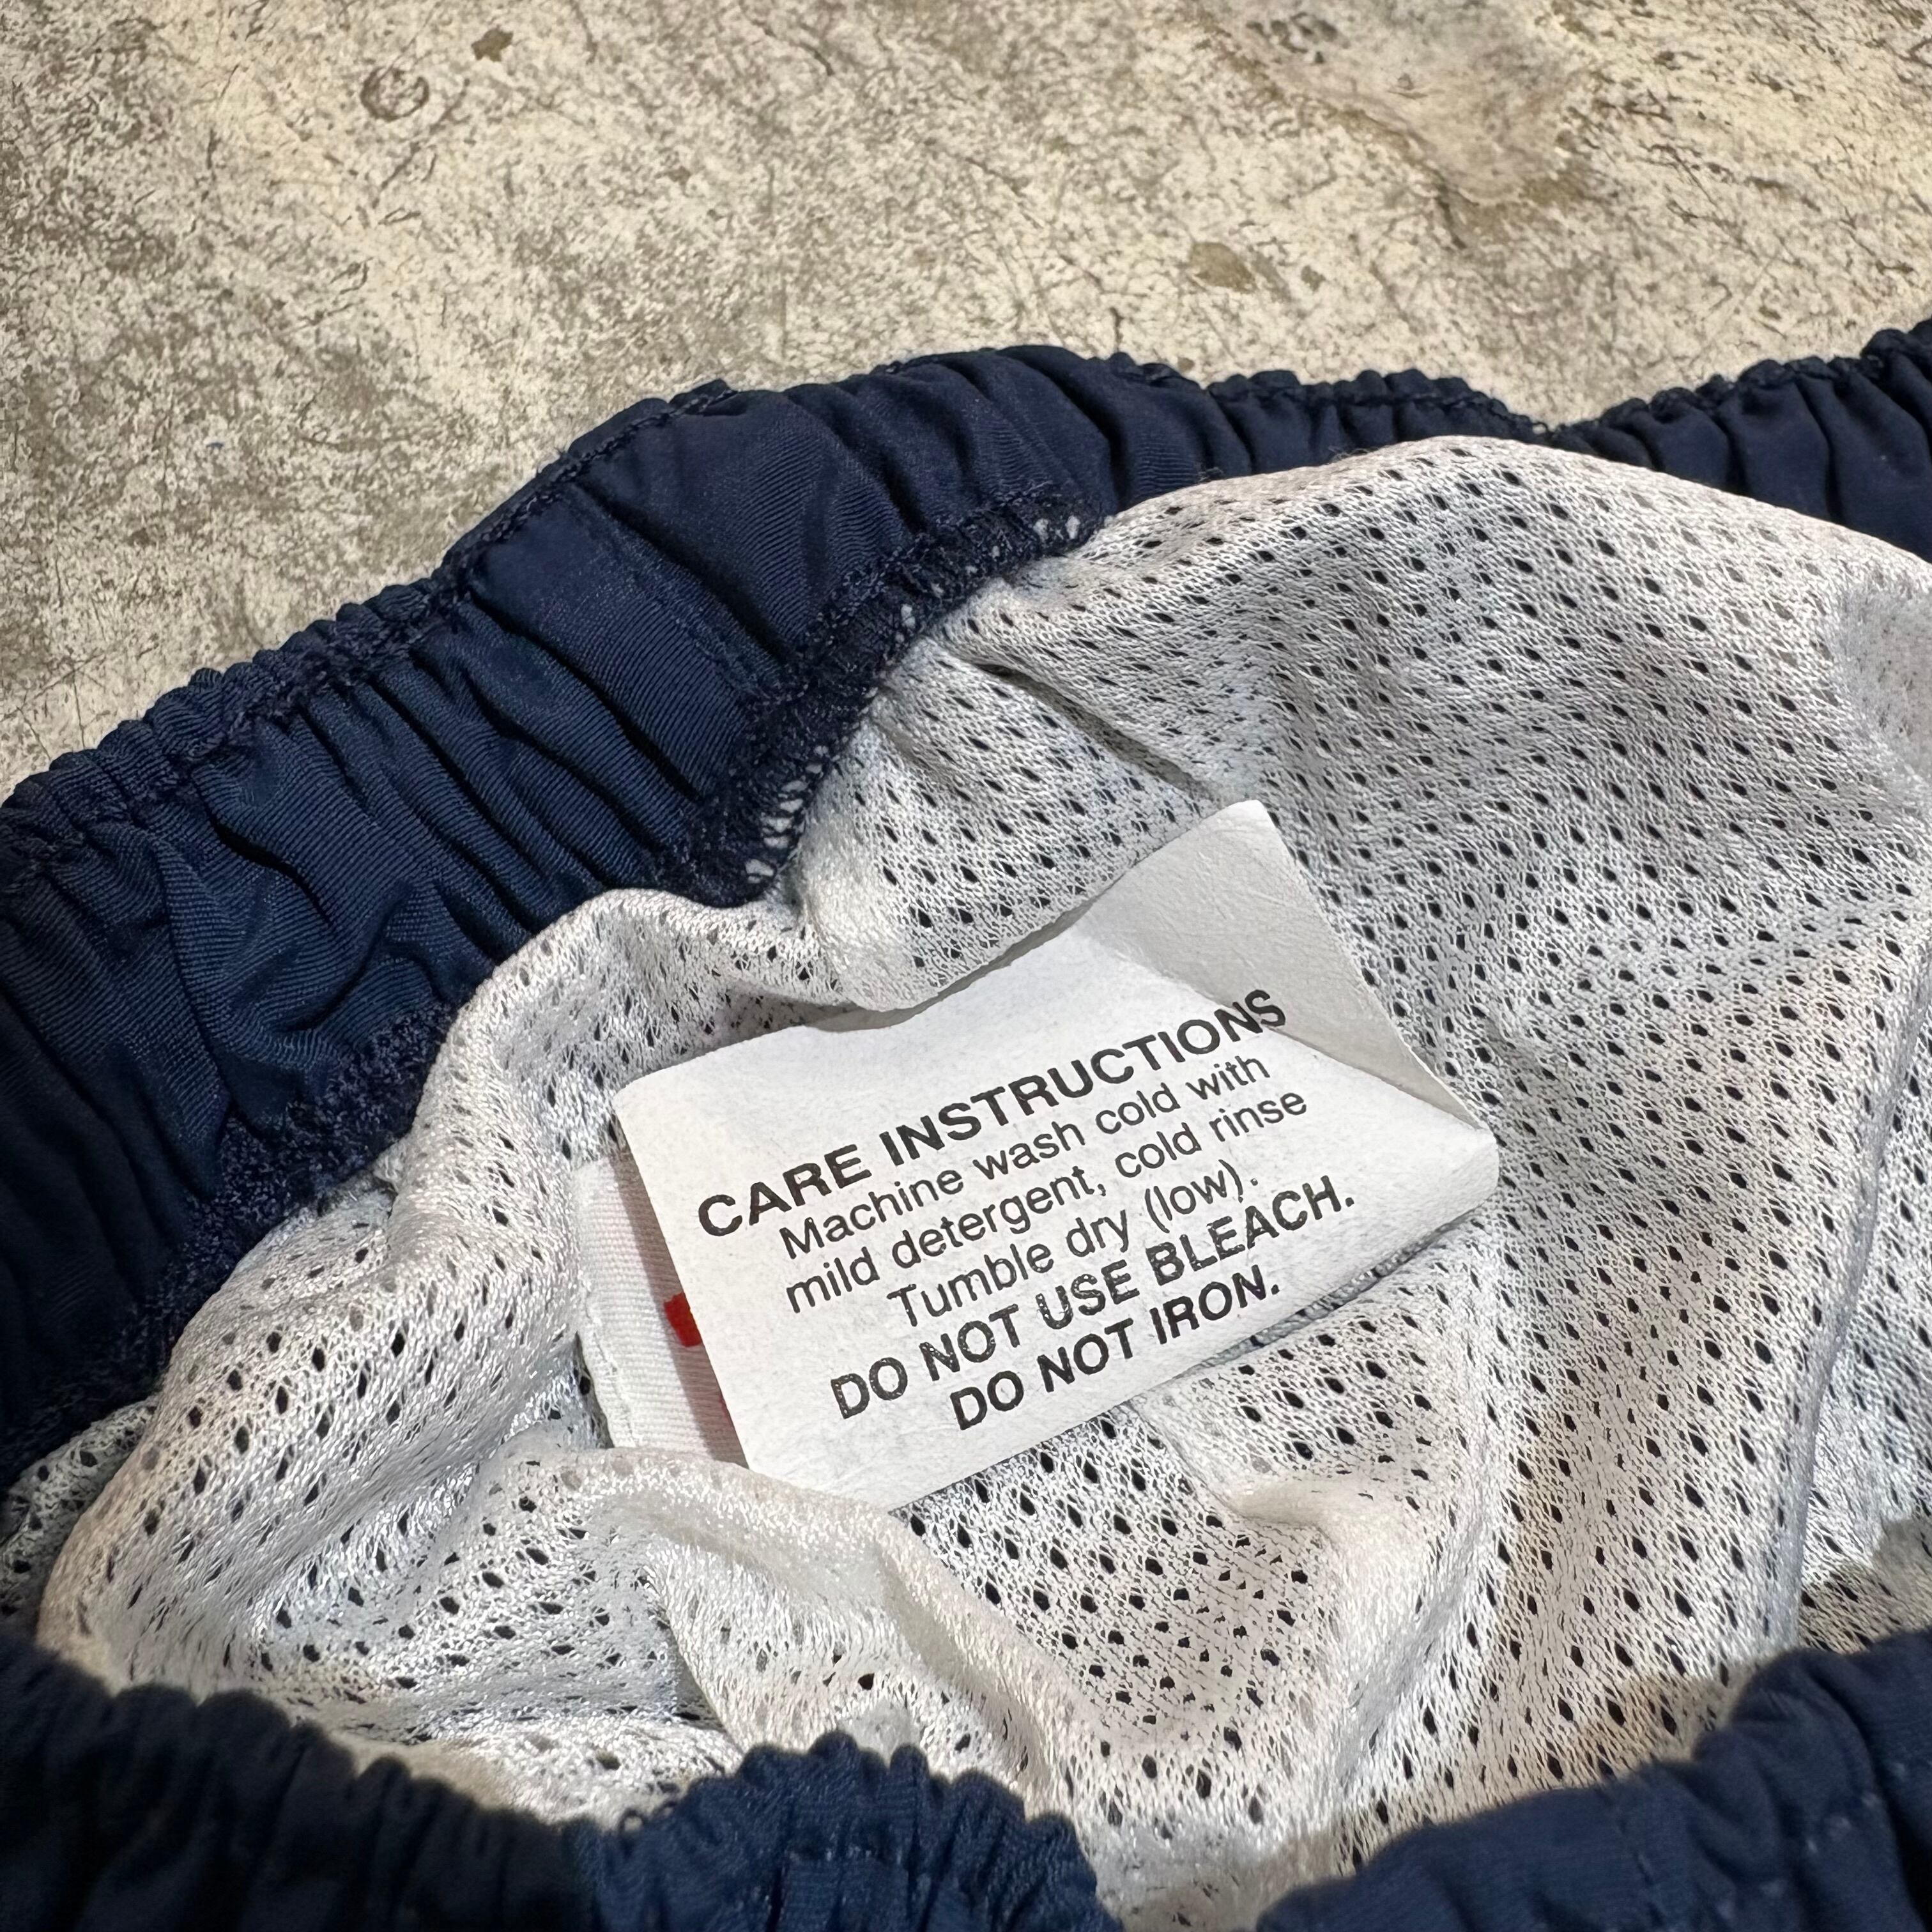 CARE INSTRUCTIONS
Machine wash cold with
mild detergent, cold rinse
Tumble dry (low).
DO NOT USE BLEACH.
DO NOT IRON.